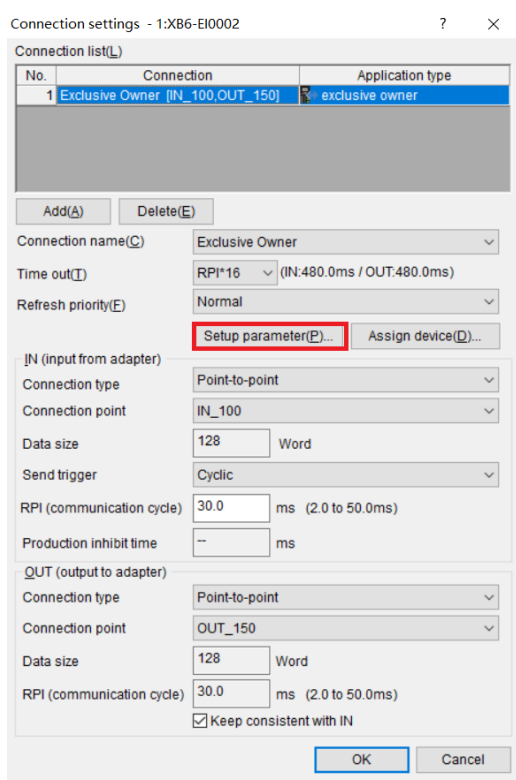 Connection settings - 1:XB6-EI0002 ?
Connection list(L)
No. Connection Application type
1 Exclusive Owner [IN_100,OUT_150] exclusive owner
Add(A) Delete(E)
Connection name(C) Exclusive Owner
Time out(T) RPI*16 (IN:480.0ms / OUT:480.0ms)
Refresh priority(F) Normal
Setup parameter(P)... Assign device(D)...
IN (input from adapter)
Connection type Point-to-point
Connection point IN_100
Data size 128 Word
Send trigger Cyclic
RPI (communication cycle) 30.0 ms (2.0 to 50.0ms)
Production inhibit time -- ms
OUT (output to adapter)
Connection type Point-to-point
Connection point OUT_150
Data size 128 Word
RPI (communication cycle) 30.0 ms (2.0 to 50.0ms)
Keep consistent with IN
OK Cancel